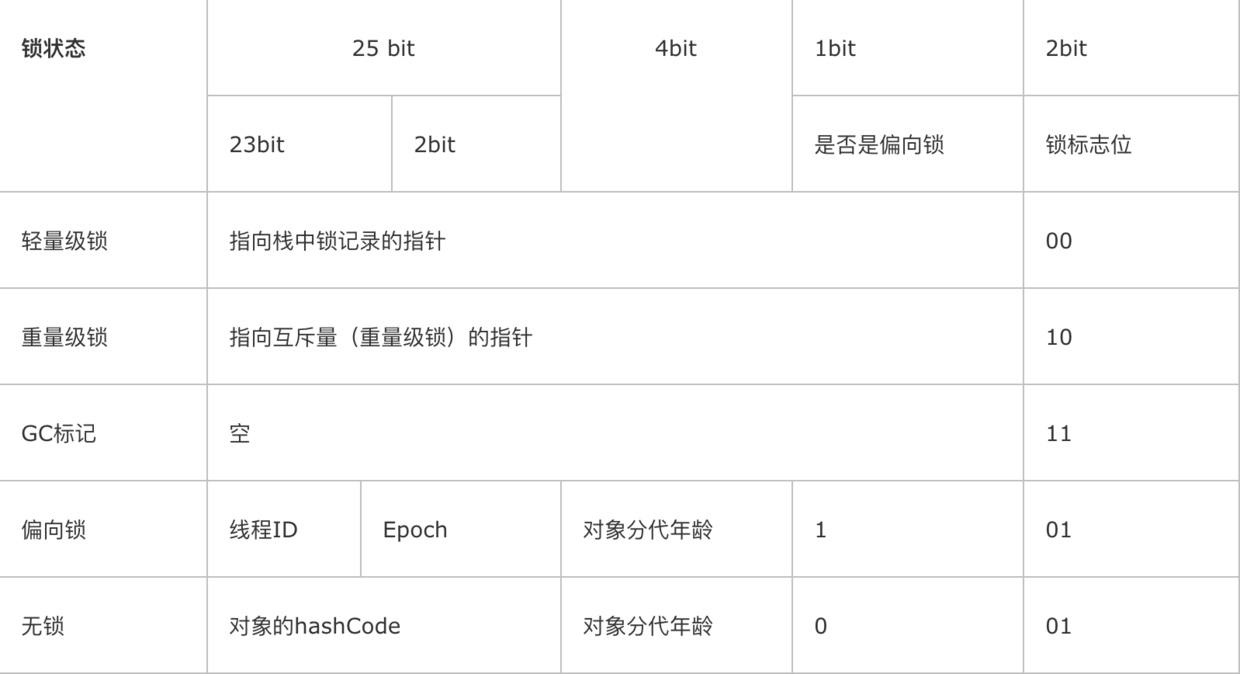 锁状态 25 bit 4bit 1bit 2bit
23bit 2bit 是否是偏向锁 锁标志位
轻量级锁 指向栈中锁记录的指针 00
重量级锁 指向互斥量（重量级锁）的指针 10
GC标记 空 11
偏向锁 线程ID Epoch 对象分代年龄 1 01
无锁 对象的hashCode 对象分代年龄 0 01